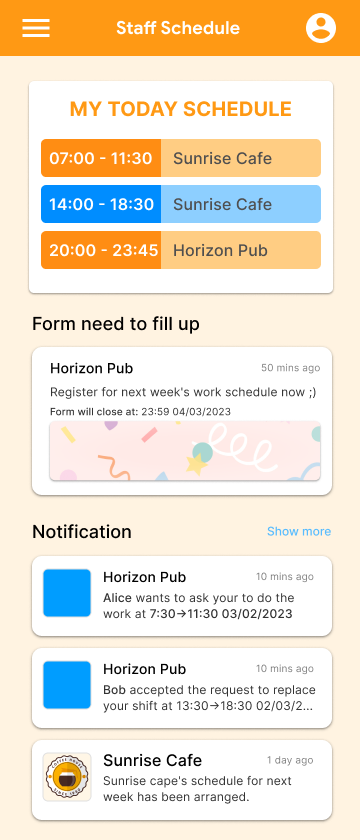 Staff Schedule
MY TODAY SCHEDULE
07:00 - 11:30 Sunrise Cafe
14:00 - 18:30 Sunrise Cafe
20:00 - 23:45 Horizon Pub
Form need to fill up
Horizon Pub 50 mins ago
Register for next week's work schedule now ;)
Form will close at: 23:59 04/03/2023
Notification Show more
Horizon Pub 10 mins ago
Alice wants to ask your to do the
work at 7:30→11:30 03/02/2023
Horizon Pub 10 mins ago
Bob accepted the request to replace
your shift at 13:30→18:30 02/03/2...
Sunrise Cafe 1 day ago
Sunrise cape's schedule for next
week has been arranged.
COFFEE HOUSE